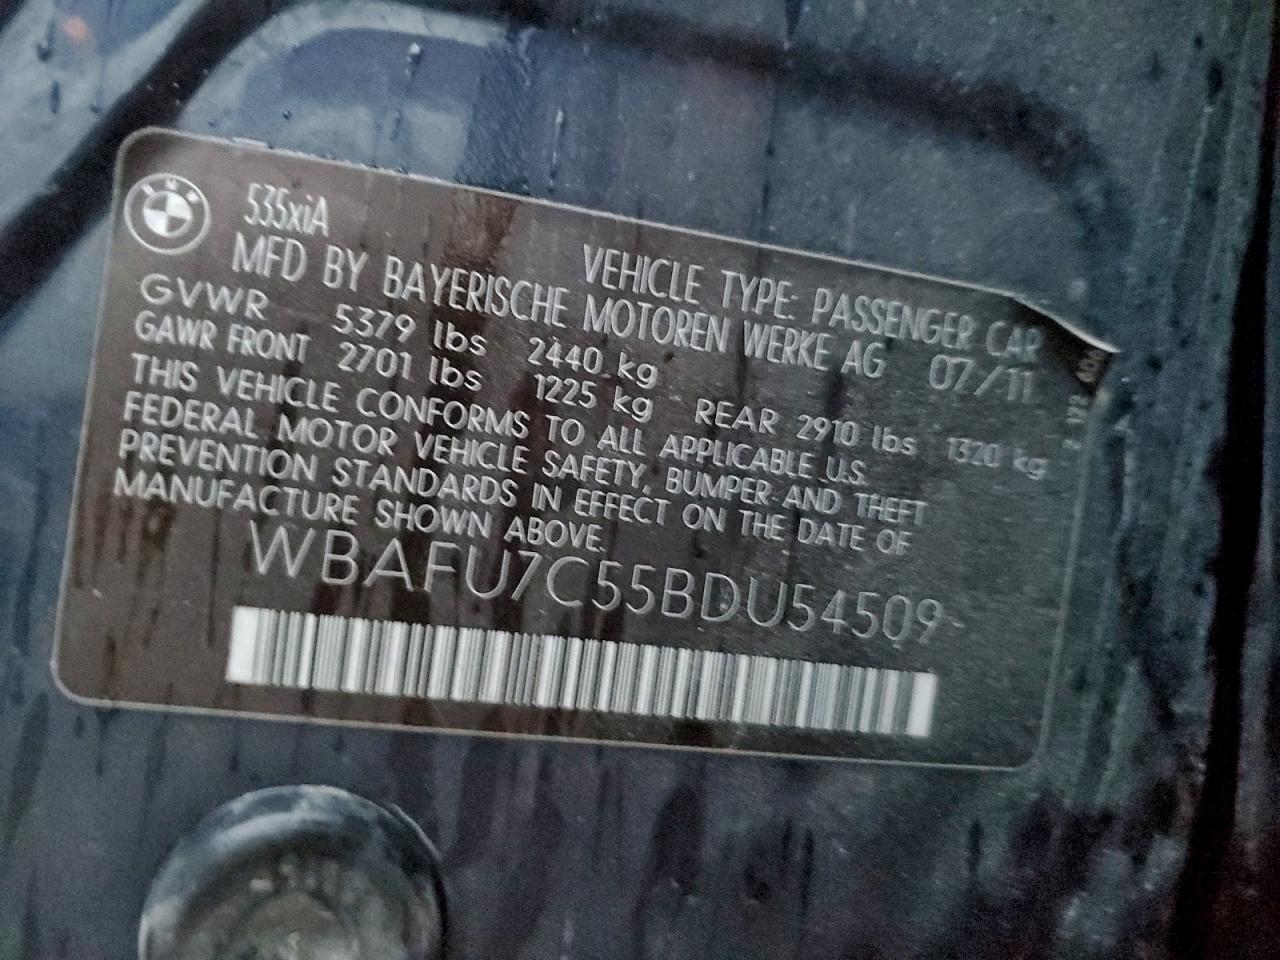 BMW
535xiA
VEHICLE TYPE: PASSENGER CAR
MFD BY BAYERISCHE MOTOREN WERKE AG 07/11
GVWR 5379 lbs 2440 kg
GAWR FRONT 2701 lbs 1225 kg REAR 2910 lbs 1320 kg
THIS VEHICLE CONFORMS TO ALL APPLICABLE U.S.
FEDERAL MOTOR VEHICLE SAFETY, BUMPER AND THEFT
PREVENTION STANDARDS IN EFFECT ON THE DATE OF
MANUFACTURE SHOWN ABOVE.
WBAFU7C55BDU54509